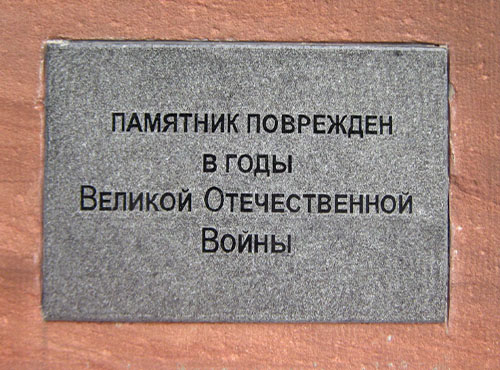 ПАМЯТНИК ПОВРЕЖДЕН
В ГОДЫ
ВЕЛИКОЙ ОТЕЧЕСТВЕННОЙ
ВОЙНЫ